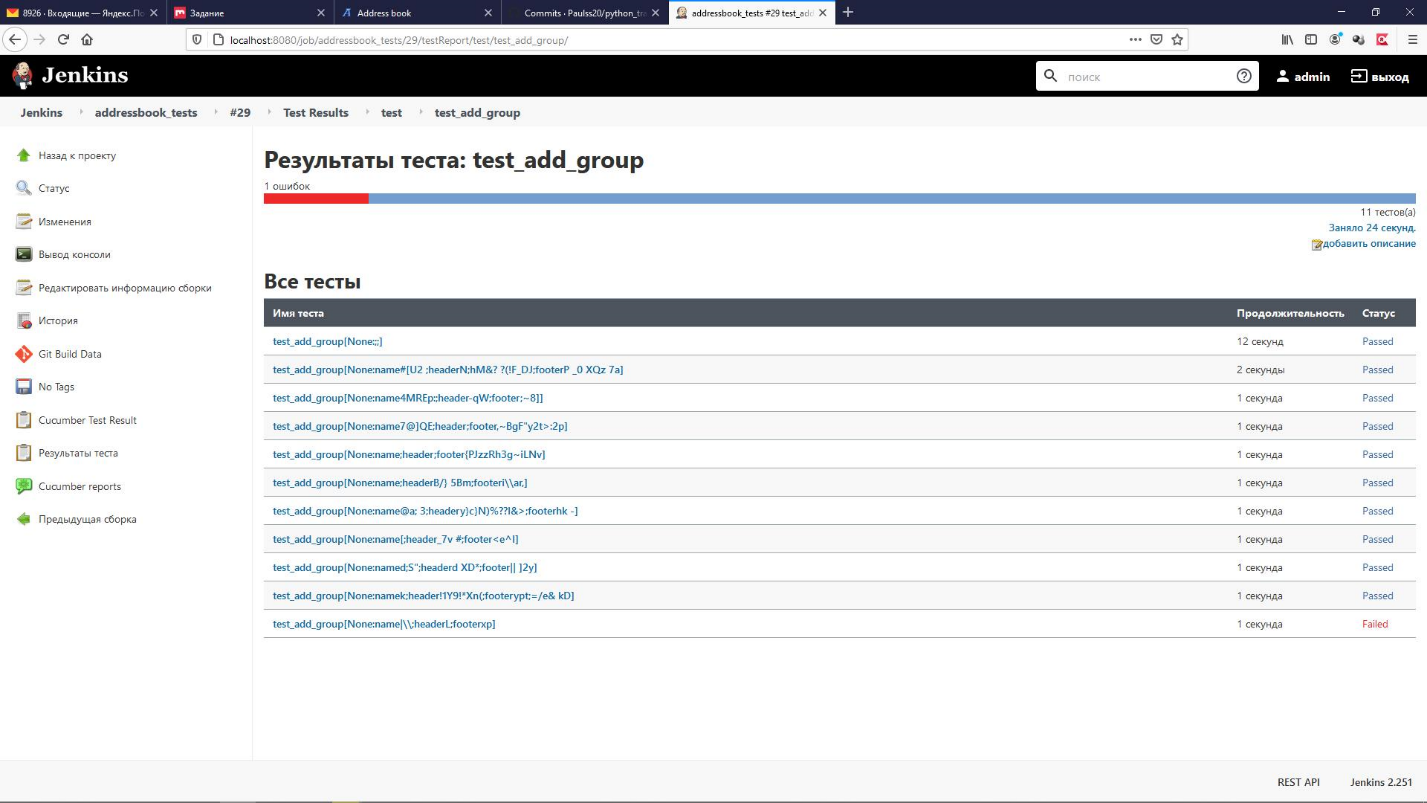 8926 · Входящие — Яндекс.По
Задание
Address book
Commits · Paulss20/python_tra
addressbook_tests #29 test_add
localhost:8080/job/addressbook_tests/29/testReport/test/test_add_group/
Jenkins
поиск
admin
выход
Jenkins
addressbook_tests
#29
Test Results
test
test_add_group
Назад к проекту
Статус
Изменения
Вывод консоли
Редактировать информацию сборки
История
Git Build Data
No Tags
Cucumber Test Result
Результаты теста
Cucumber reports
Предыдущая сборка
Результаты теста: test_add_group
1 ошибок
11 тестов(а)
Заняло 24 секунд.
добавить описание
Все тесты
Имя теста Продолжительность Статус
test_add_group[None:;;] 12 секунд Passed
test_add_group[None:name#[U2 ;headerN;hM&? ?(!F_DJ;footerP _0 XQz 7a] 2 секунды Passed
test_add_group[None:name4MREp:;header-qW;footer;~8]] 1 секунда Passed
test_add_group[None:name7@]QE;header;footer,~BgF"y2t>:2p] 1 секунда Passed
test_add_group[None:name;header;footer{PJzzRh3g~iLNv] 1 секунда Passed
test_add_group[None:name;headerB/} 5Bm;footeri\\ar,] 1 секунда Passed
test_add_group[None:name@a; 3;headery}c}N)%??I&>;footerhk -] 1 секунда Passed
test_add_group[None:name[;header_7v #;footer<e^I] 1 секунда Passed
test_add_group[None:named;S";headerd XD*;footer|| ]2y] 1 секунда Passed
test_add_group[None:namek;header!1Y9!*Xn(;footerypt;=/e& kD] 1 секунда Passed
test_add_group[None:name|\\;headerL;footerxp] 1 секунда Failed
REST API
Jenkins 2.251